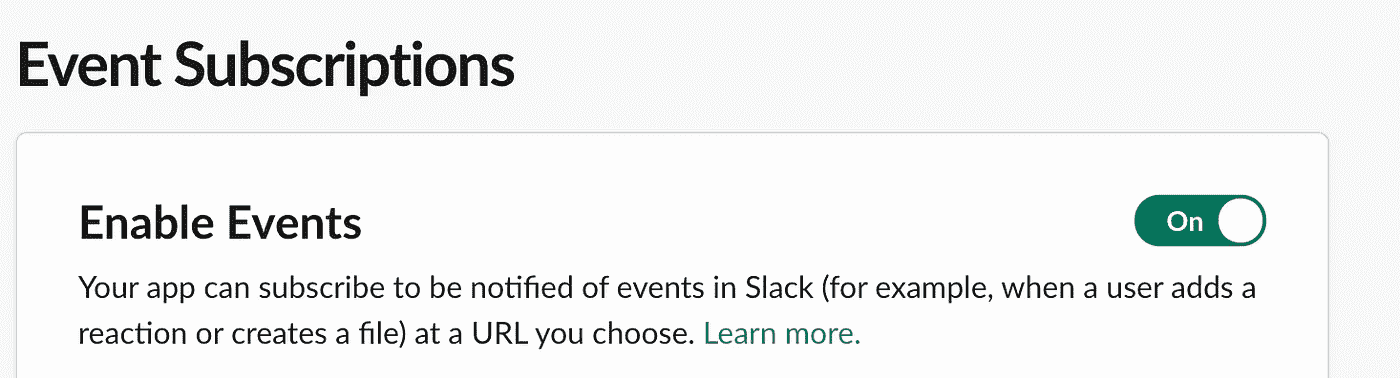 Event Subscriptions
Enable Events
On
Your app can subscribe to be notified of events in Slack (for example, when a user adds a
reaction or creates a file) at a URL you choose. Learn more.